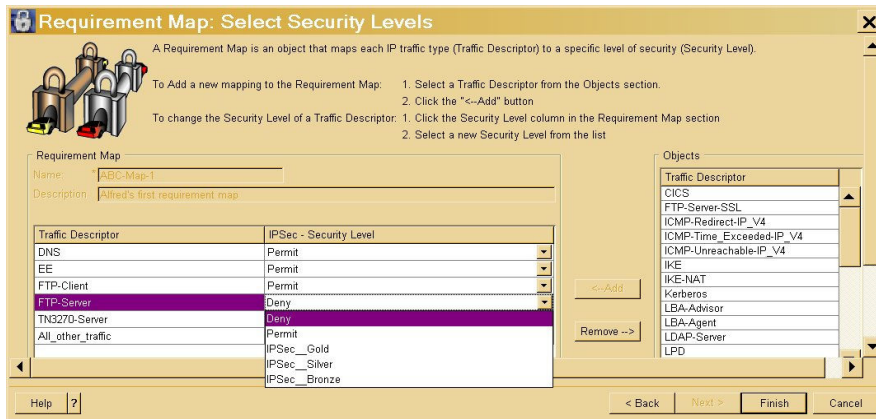 Requirement Map: Select Security Levels
A Requirement Map is an object that maps each IP traffic type (Traffic Descriptor) to a specific level of security (Security Level).
To Add a new mapping to the Requirement Map: 1. Select a Traffic Descriptor from the Objects section.
2. Click the "<--Add" button
To change the Security Level of a Traffic Descriptor: 1. Click the Security Level column in the Requirement Map section
2. Select a new Security Level from the list
Requirement Map
Name: * ABC-Map-1
Description: Alfred's first requirement map
Traffic Descriptor IPSec - Security Level
DNS Permit
EE Permit
FTP-Client Permit
FTP-Server Deny
TN3270-Server Deny
All_other_traffic Permit
IPSec__Gold
IPSec__Silver
IPSec__Bronze
<--Add
Remove -->
Objects
Traffic Descriptor
CICS
FTP-Server-SSL
ICMP-Redirect-IP_V4
ICMP-Time_Exceeded-IP_V4
ICMP-Unreachable-IP_V4
IKE
IKE-NAT
Kerberos
LBA-Advisor
LBA-Agent
LDAP-Server
LPD
Help ? < Back Next > Finish Cancel